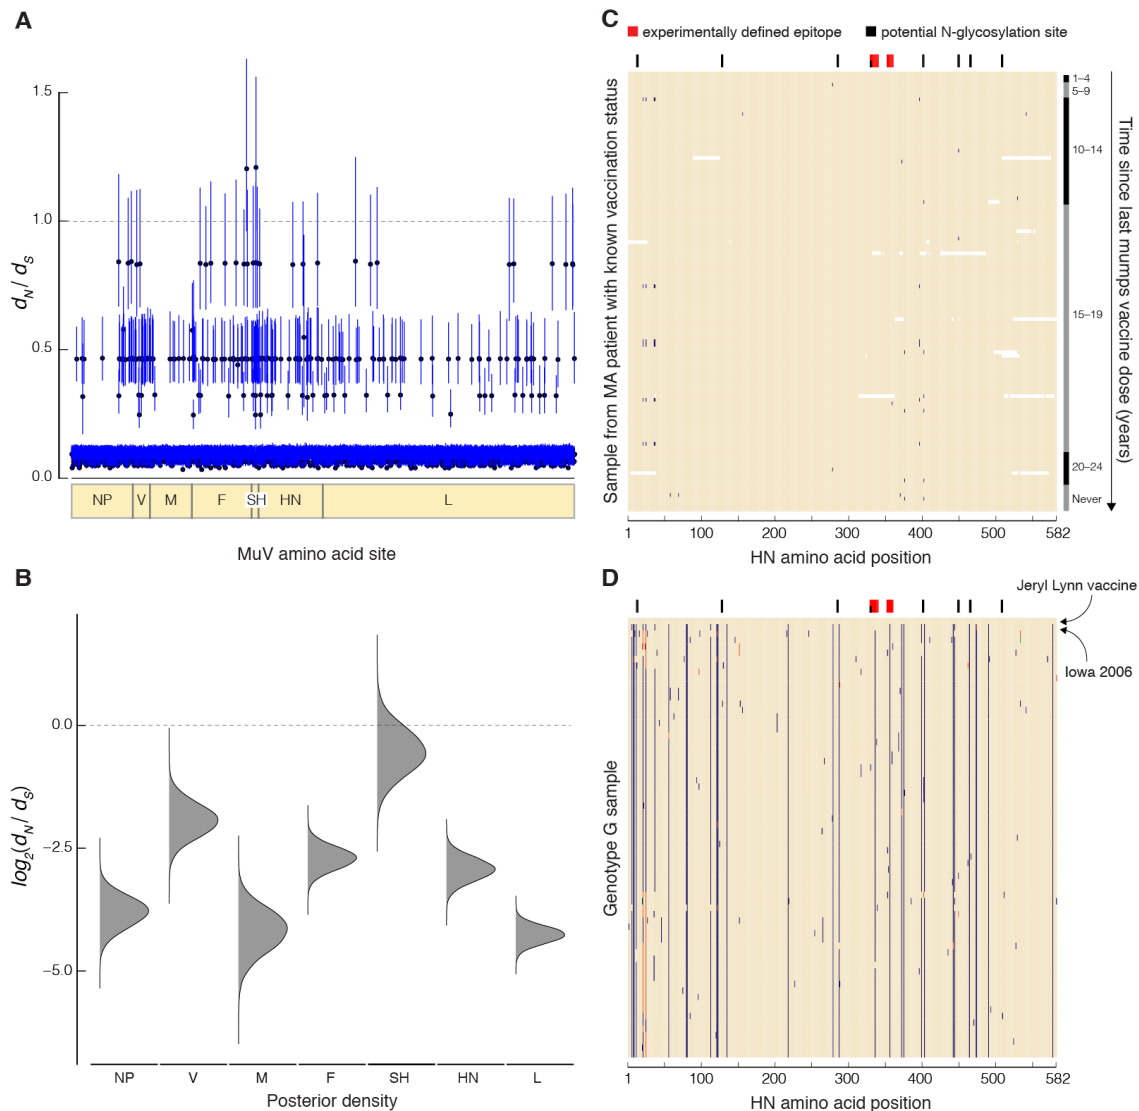 A
1.5
1.0
0.5
0.0
dN / dS
NP V M F SH HN L
MuV amino acid site
B
0.0
−2.5
−5.0
log2(dN / dS)
NP V M F SH HN L
Posterior density
C
experimentally defined epitope potential N-glycosylation site
Sample from MA patient with known vaccination status
1–4
5–9
10–14
15–19
20–24
Never
Time since last mumps vaccine dose (years)
1 100 200 300 400 500 582
HN amino acid position
D
Jeryl Lynn vaccine
Iowa 2006
Genotype G sample
1 100 200 300 400 500 582
HN amino acid position